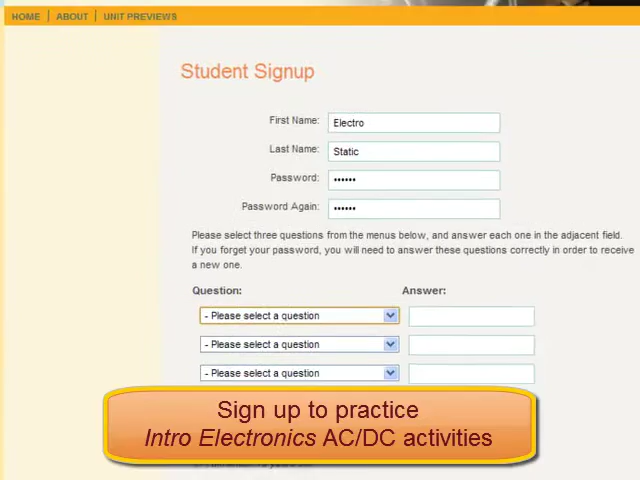 HOME | ABOUT | UNIT PREVIEWS
Student Signup
First Name: Electro
Last Name: Static
Password: ••••••
Password Again: ••••••
Please select three questions from the menus below, and answer each one in the adjacent field.
If you forget your password, you will need to answer these questions correctly in order to receive
a new one.
Question: Answer:
- Please select a question
- Please select a question
- Please select a question
Sign up to practice
Intro Electronics AC/DC activities